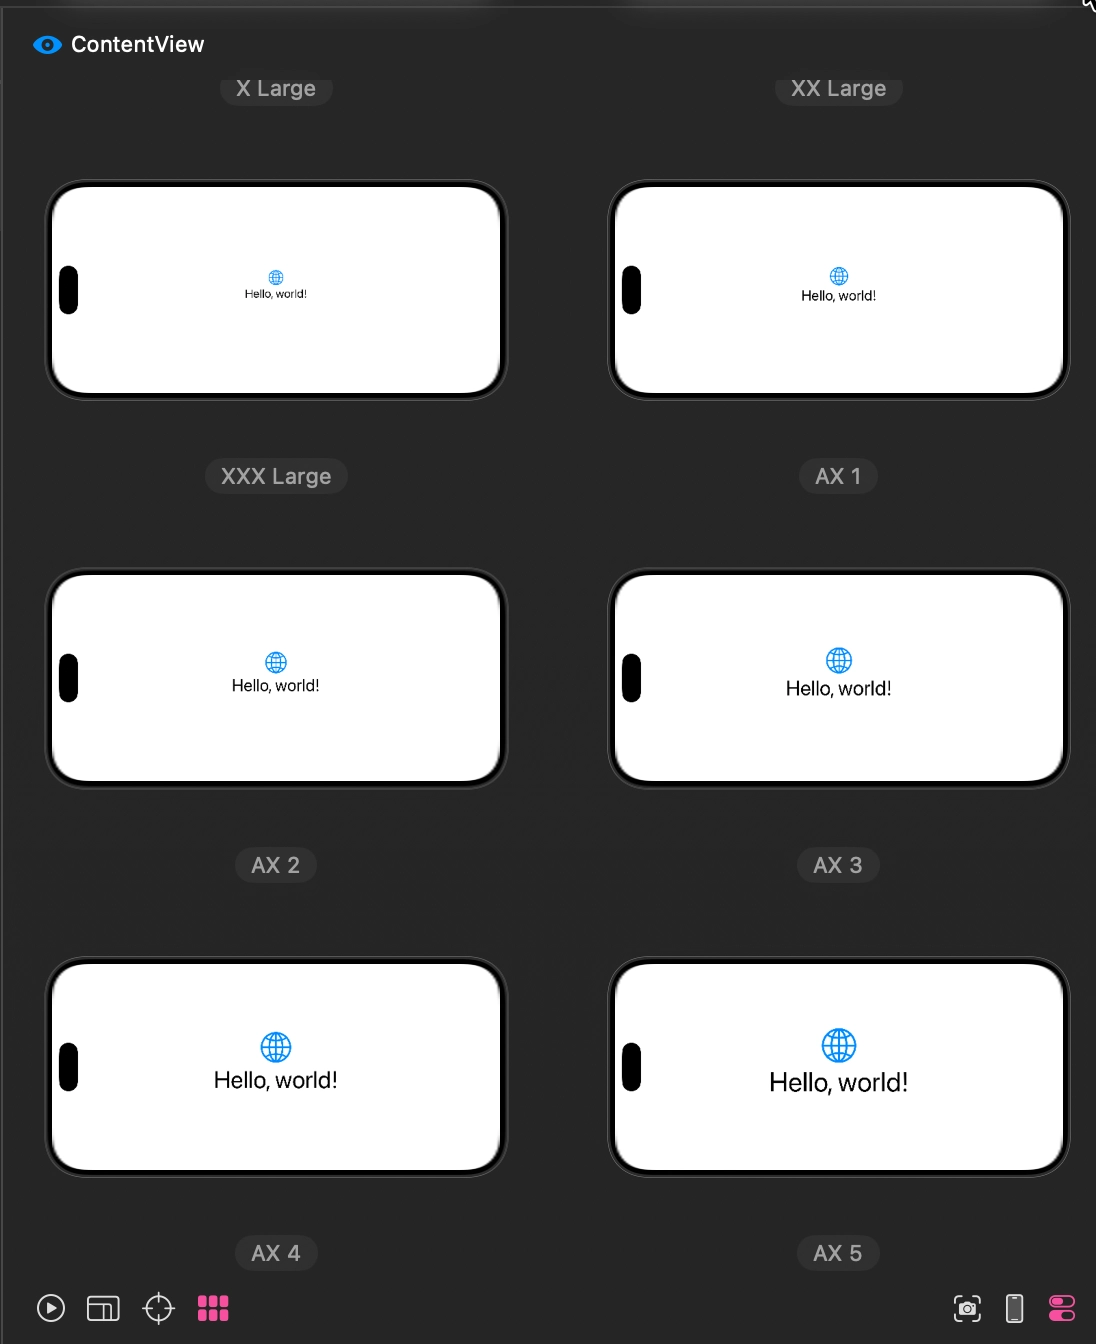 ContentView
X Large
XX Large
Hello, world!
Hello, world!
XXX Large
AX 1
Hello, world!
Hello, world!
AX 2
AX 3
Hello, world!
Hello, world!
AX 4
AX 5